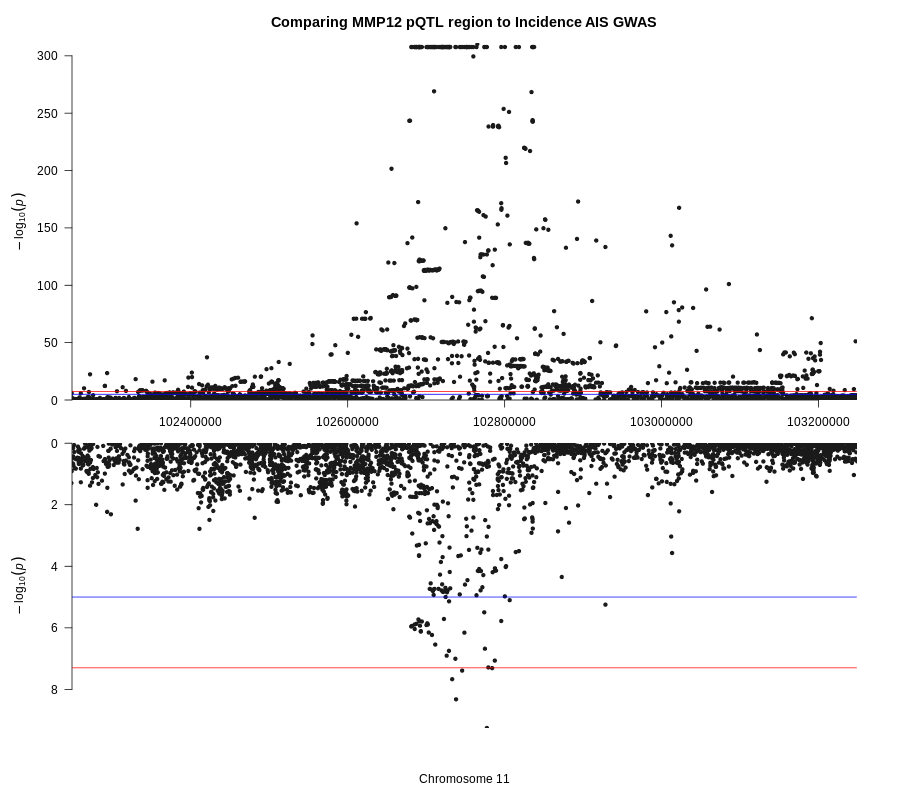 Comparing MMP12 pQTL region to Incidence AIS GWAS
300
250
200
150
100
50
0
− log10(p)
102400000 102600000 102800000 103000000 103200000
0
2
4
6
8
− log10(p)
Chromosome 11